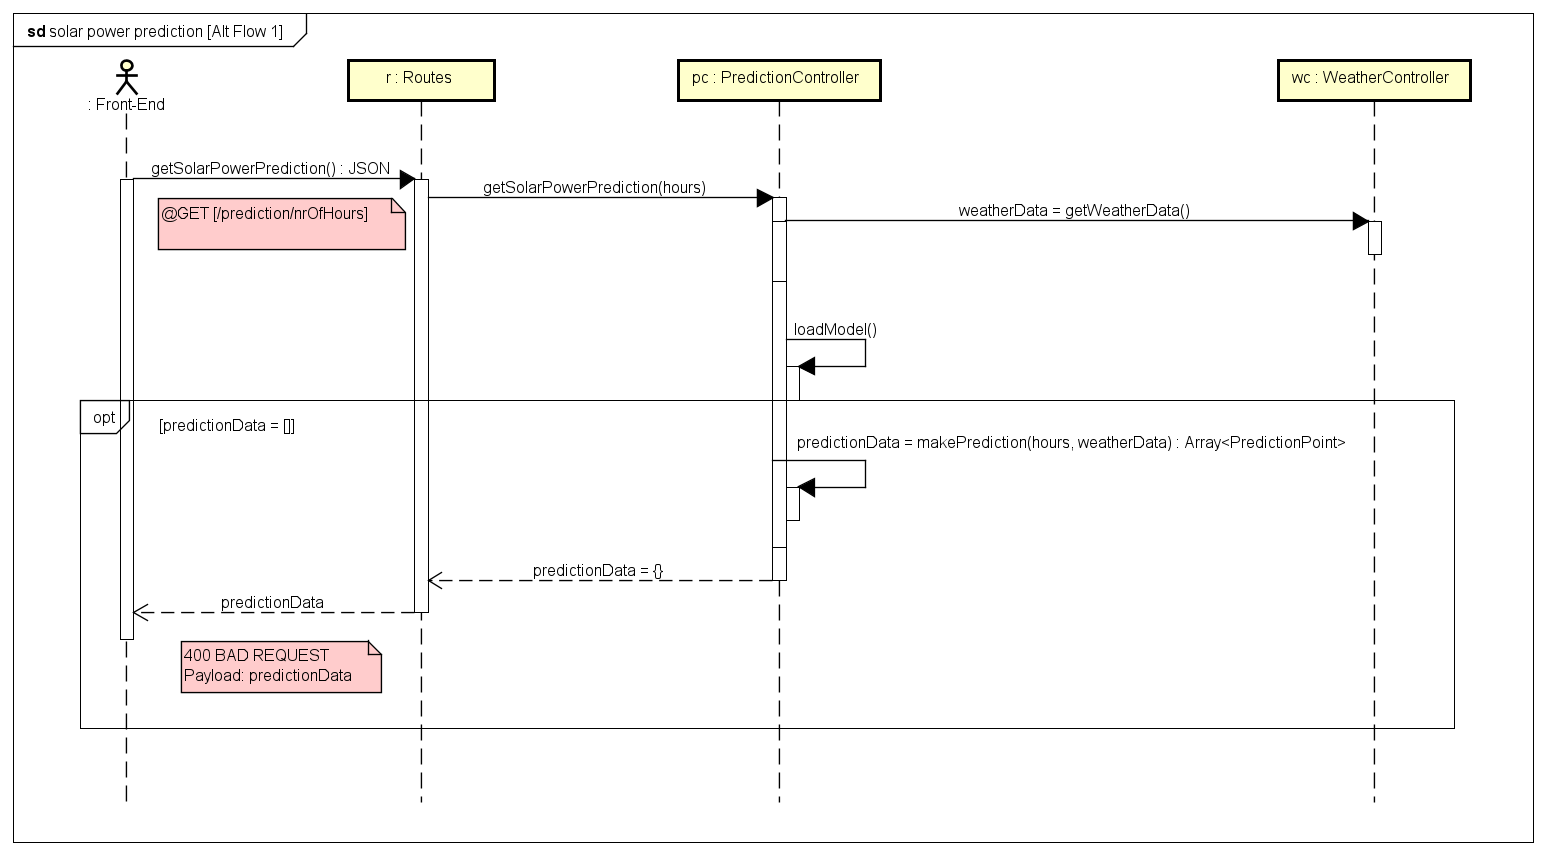 sd solar power prediction [Alt Flow 1]
: Front-End
r : Routes
pc : PredictionController
wc : WeatherController
getSolarPowerPrediction() : JSON
getSolarPowerPrediction(hours)
@GET [/prediction/nrOfHours]
weatherData = getWeatherData()
loadModel()
opt
[predictionData = []]
predictionData = makePrediction(hours, weatherData) : Array<PredictionPoint>
predictionData = {}
predictionData
400 BAD REQUEST
Payload: predictionData